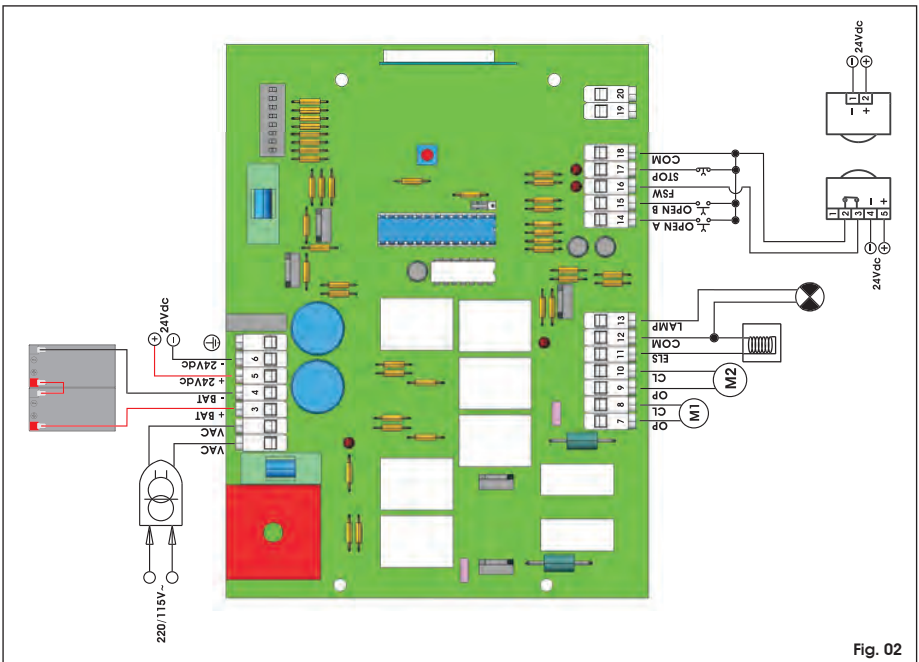 24Vdc
- +
1 2
- +
20
19
18 COM
17 STOP
16 FSW
15 OPEN B
14 OPEN A
1 2 3 4 5
- +
- +
24Vdc
13 LAMP
12 COM
11 ELS
10 CL
9 OP
8 CL
7 OP
M2
M1
+ -
24Vdc
6 - 24Vdc
5 + 24Vdc
4 - BAT
3 + BAT
VAC
VAC
220/115V~
Fig. 02